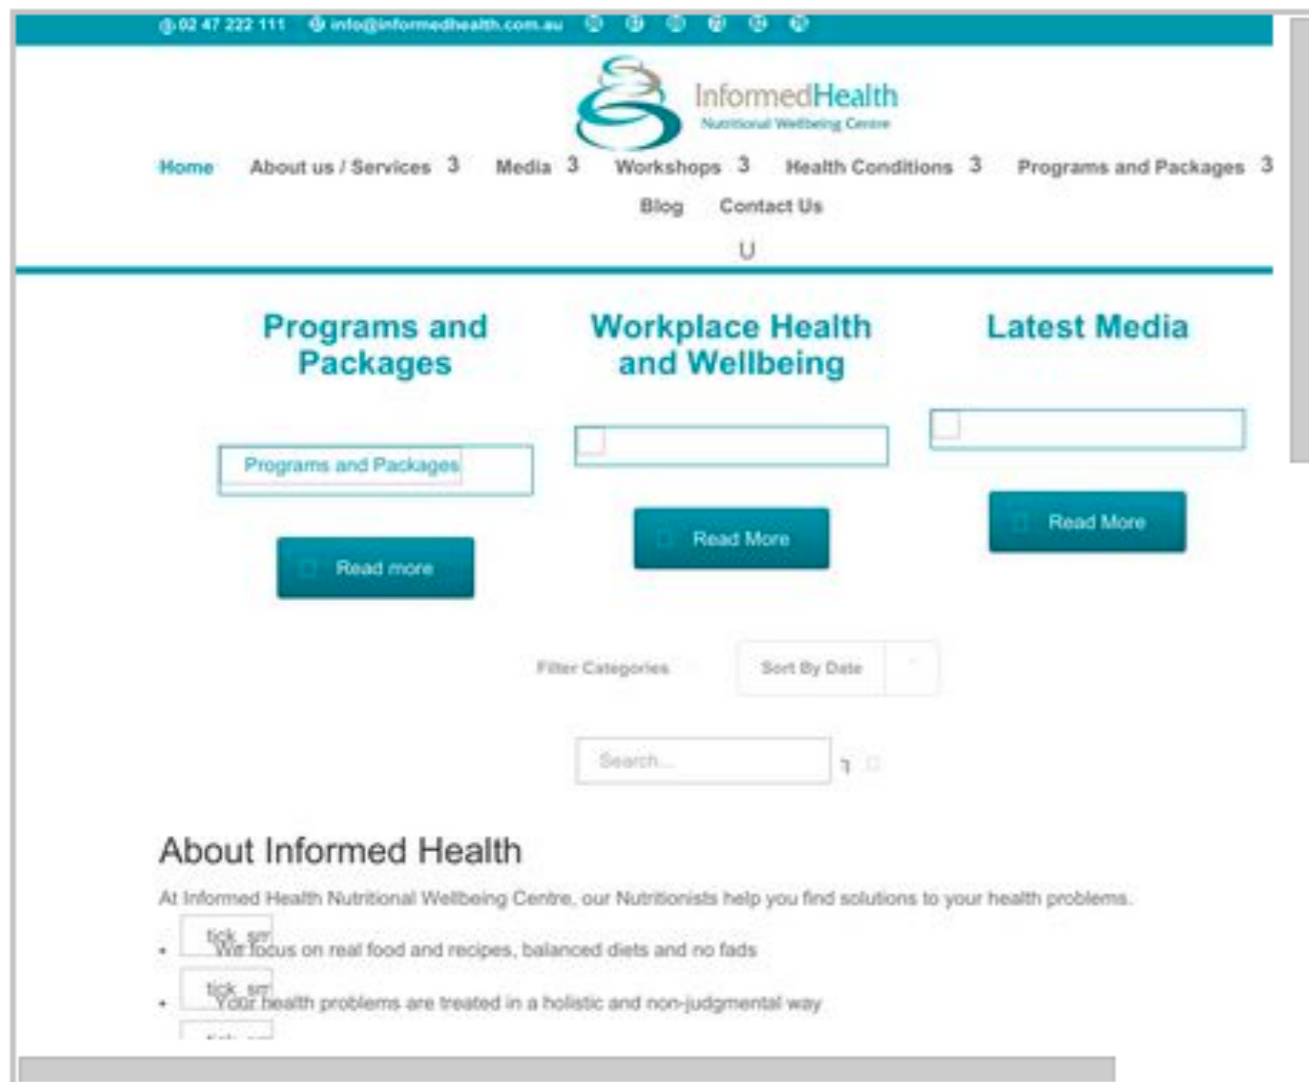 02 47 222 111 info@informedhealth.com.au
InformedHealth
Nutritional Wellbeing Centre
Home About us / Services 3 Media 3 Workshops 3 Health Conditions 3 Programs and Packages 3
Blog Contact Us
U
Programs and
Packages
Programs and Packages
Read more
Workplace Health
and Wellbeing
Read More
Latest Media
Read More
Filter Categories Sort By Date
Search...
About Informed Health
At Informed Health Nutritional Wellbeing Centre, our Nutritionists help you find solutions to your health problems.
tick_sm
We focus on real food and recipes, balanced diets and no fads
tick_sm
Your health problems are treated in a holistic and non-judgmental way